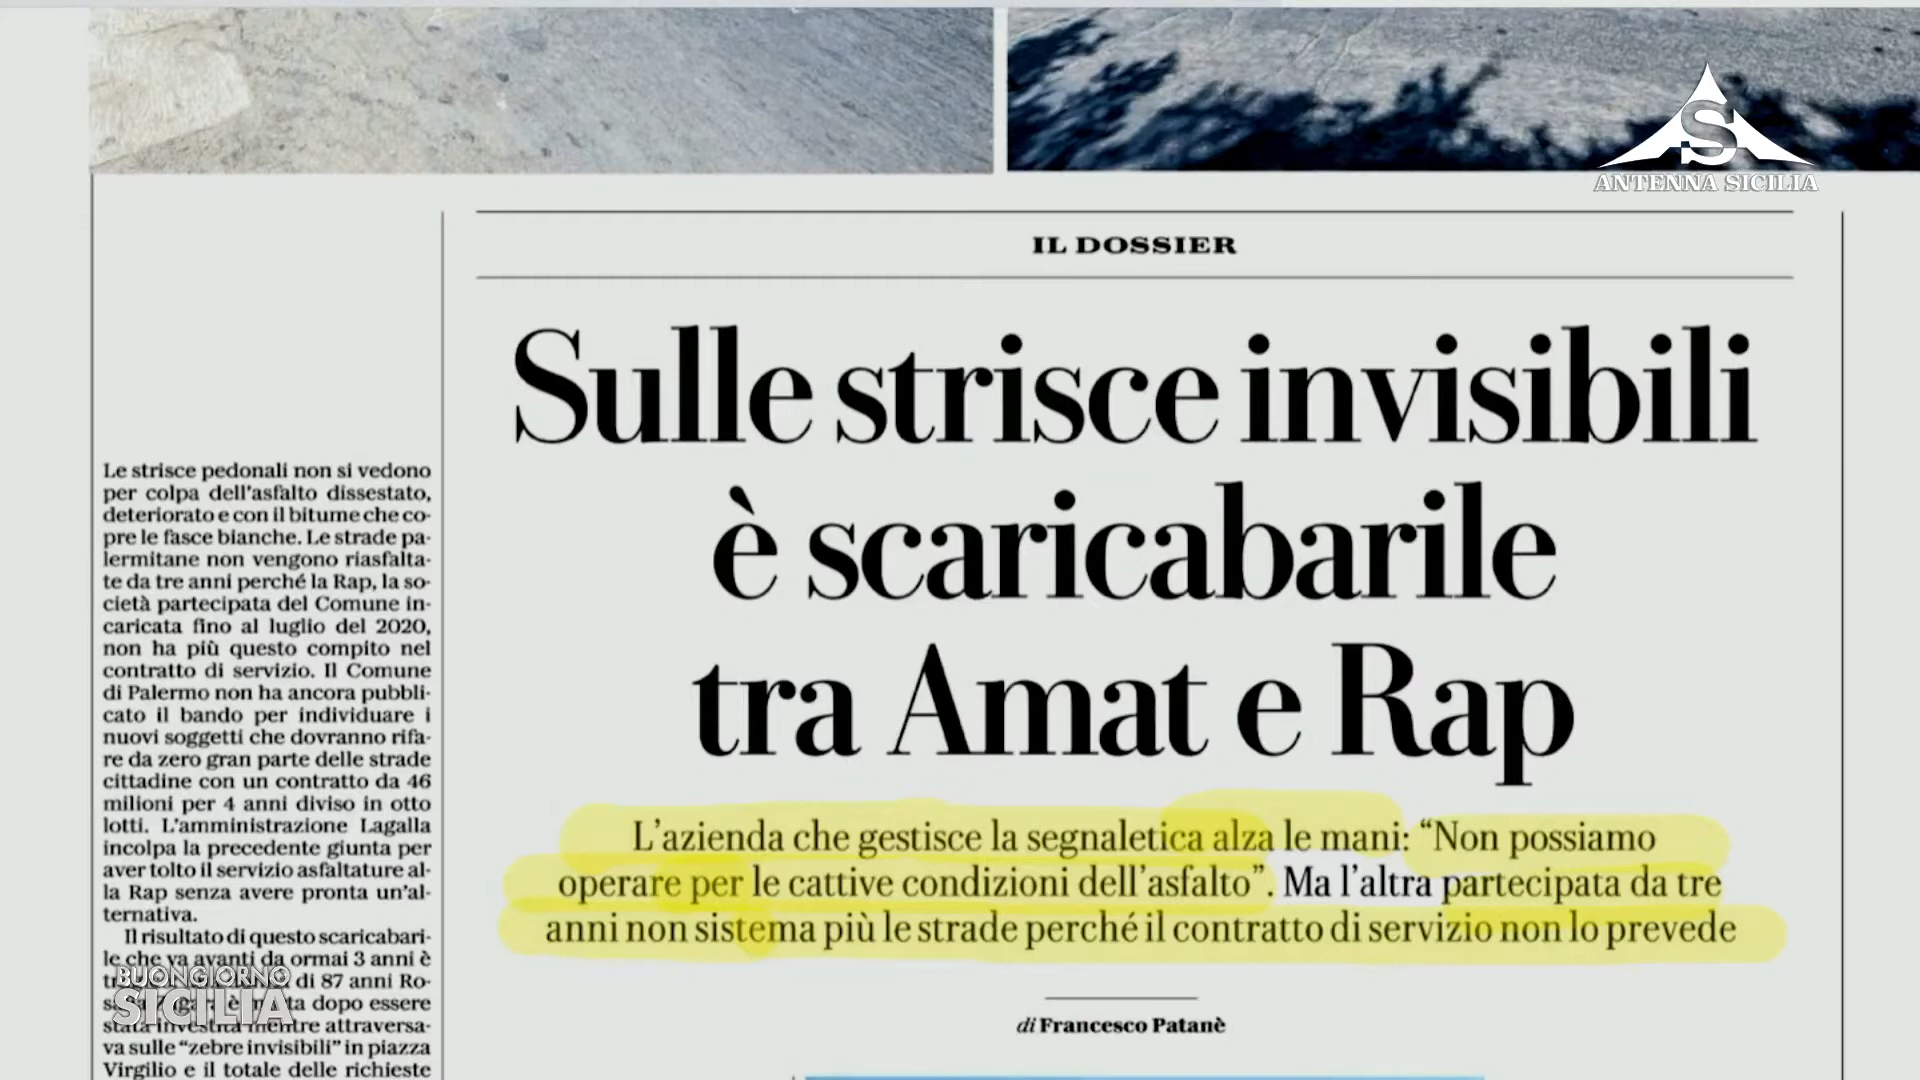 ANTENNA SICILIA
IL DOSSIER
Sulle strisce invisibili
è scaricabarile
tra Amat e Rap
L'azienda che gestisce la segnaletica alza le mani: “Non possiamo
operare per le cattive condizioni dell'asfalto”. Ma l'altra partecipata da tre
anni non sistema più le strade perché il contratto di servizio non lo prevede
di Francesco Patanè
Le strisce pedonali non si vedono
per colpa dell'asfalto dissestato,
deteriorato e con il bitume che co-
pre le fasce bianche. Le strade pa-
lermitane non vengono riasfalta-
te da tre anni perché la Rap, la so-
cietà partecipata del Comune in-
caricata fino al luglio del 2020,
non ha più questo compito nel
contratto di servizio. Il Comune
di Palermo non ha ancora pubbli-
cato il bando per individuare i
nuovi soggetti che dovranno rifa-
re da zero gran parte delle strade
cittadine con un contratto da 46
milioni per 4 anni diviso in otto
lotti. L'amministrazione Lagalla
incolpa la precedente giunta per
aver tolto il servizio asfaltature al-
la Rap senza avere pronta un'al-
ternativa.
Il risultato di questo scaricabari-
le che va avanti da ormai 3 anni è
di 87 anni Ro-
dopo essere
stata investita mentre attraversa-
va sulle “zebre invisibili” in piazza
Virgilio e il totale delle richieste
BUONGIORNO
SICILIA